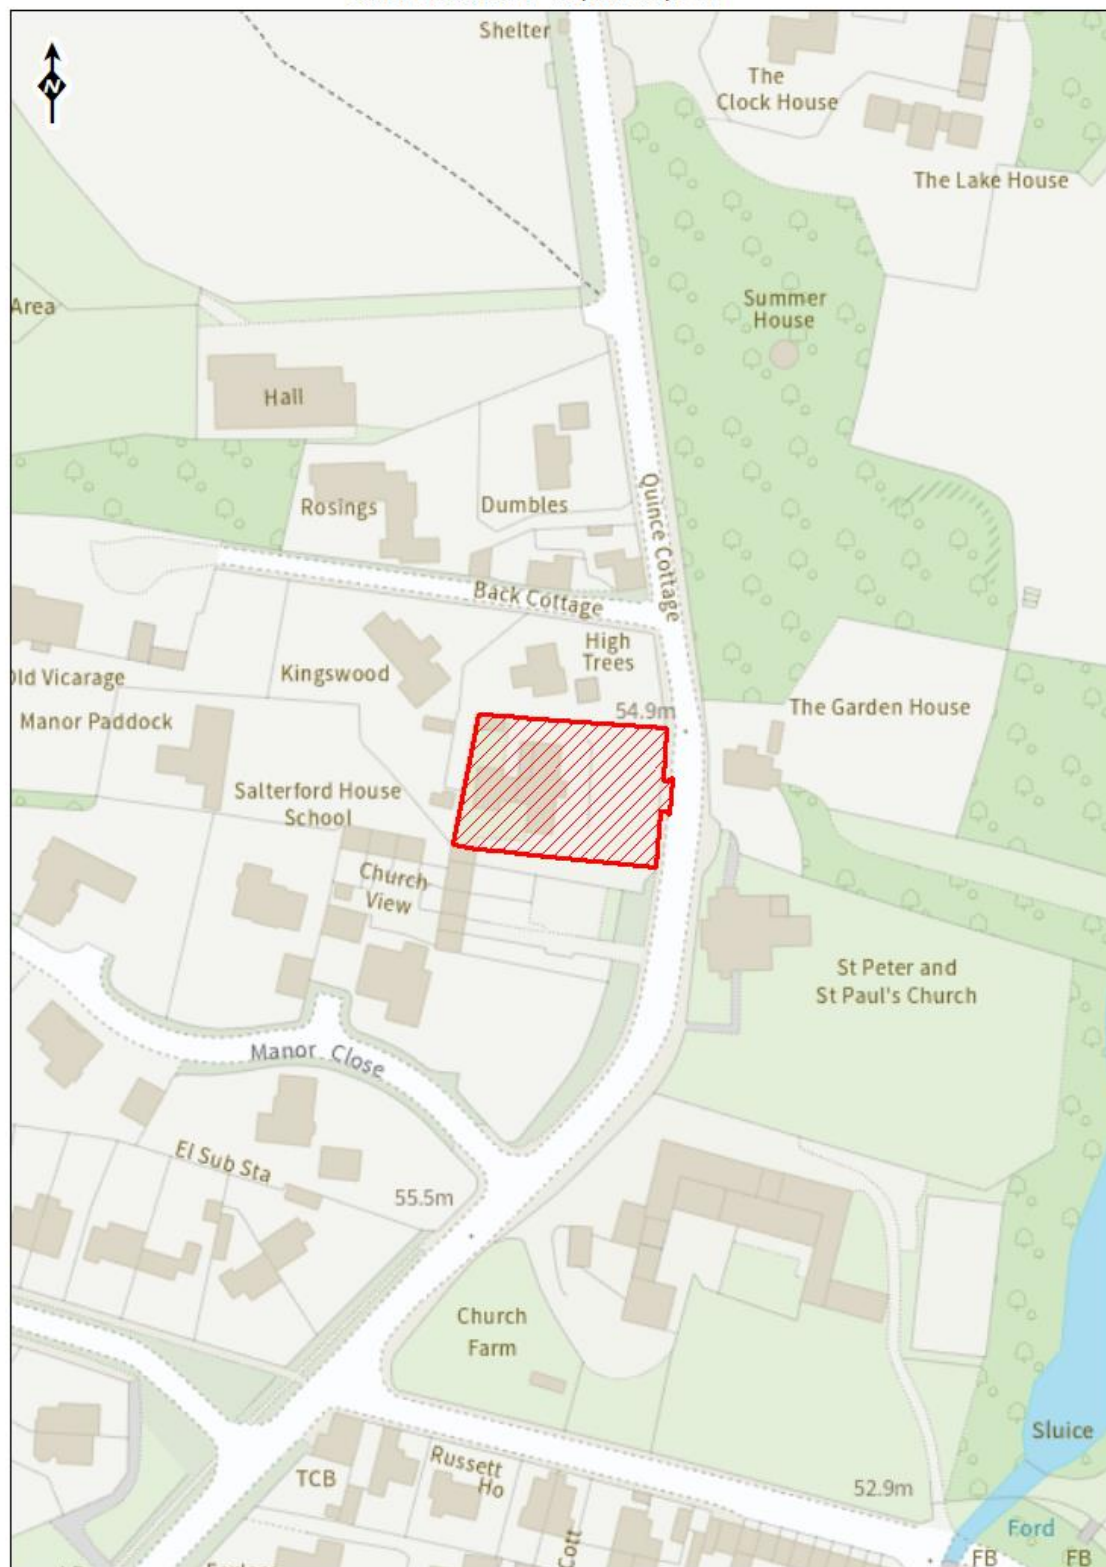 N
Shelter
The
Clock House
The Lake House
Area
Summer
House
Hall
Quince Cottage
Rosings
Dumbles
Back Cottage
High
Trees
Kingswood
ld Vicarage
54.9m
The Garden House
Manor Paddock
Salterford House
School
Church
View
St Peter and
St Paul's Church
Manor Close
El Sub Sta
55.5m
Church
Farm
Sluice
Russett
Ho
TCB
52.9m
Ford
FB
FB